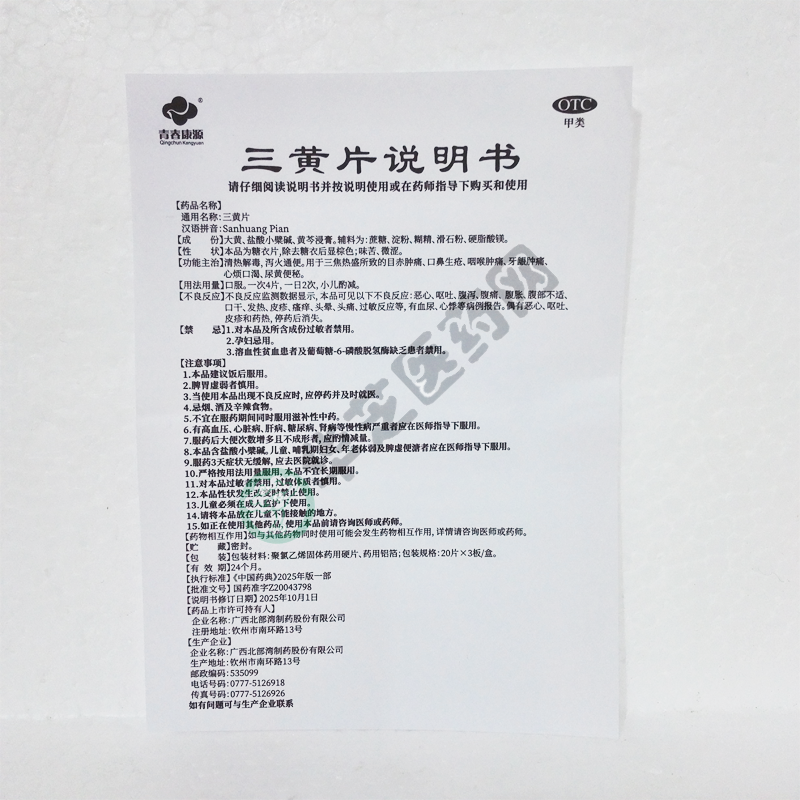 青春康源®
Qingchun Kangyuan
OTC
甲类
三黄片说明书
请仔细阅读说明书并按说明使用或在药师指导下购买和使用
【药品名称】
通用名称:三黄片
汉语拼音:Sanhuang Pian
【成　份】大黄、盐酸小檗碱、黄芩浸膏。辅料为:蔗糖、淀粉、糊精、滑石粉、硬脂酸镁。
【性　状】本品为糖衣片,除去糖衣后显棕色;味苦、微涩。
【功能主治】清热解毒,泻火通便。用于三焦热盛所致的目赤肿痛、口鼻生疮、咽喉肿痛、牙龈肿痛、
心烦口渴、尿黄便秘。
【用法用量】口服。一次4片,一日2次,小儿酌减。
【不良反应】不良反应监测数据显示,本品可见以下不良反应:恶心、呕吐、腹泻、腹痛、腹胀、腹部不适、
口干、发热、皮疹、瘙痒、头晕、头痛、过敏反应等,有血尿、心悸等病例报告。偶有恶心、呕吐、
皮疹和药热,停药后消失。
【禁　忌】1.对本品及所含成份过敏者禁用。
2.孕妇忌用。
3.溶血性贫血患者及葡萄糖-6-磷酸脱氢酶缺乏患者禁用。
【注意事项】
1.本品建议饭后服用。
2.脾胃虚弱者慎用。
3.当使用本品出现不良反应时,应停药并及时就医。
4.忌烟、酒及辛辣食物。
5.不宜在服药期间同时服用滋补性中药。
6.有高血压、心脏病、肝病、糖尿病、肾病等慢性病严重者应在医师指导下服用。
7.服药后大便次数增多且不成形者,应酌情减量。
8.本品含盐酸小檗碱,儿童、哺乳期妇女、年老体弱及脾虚便溏者应在医师指导下服用。
9.服药3天症状无缓解,应去医院就诊。
10.严格按用法用量服用,本品不宜长期服用。
11.对本品过敏者禁用,过敏体质者慎用。
12.本品性状发生改变时禁止使用。
13.儿童必须在成人监护下使用。
14.请将本品放在儿童不能接触的地方。
15.如正在使用其他药品,使用本品前请咨询医师或药师。
【药物相互作用】如与其他药物同时使用可能会发生药物相互作用,详情请咨询医师或药师。
【贮　藏】密封。
【包　装】包装材料:聚氯乙烯固体药用硬片、药用铝箔;包装规格:20片×3板/盒。
【有 效 期】24个月。
【执行标准】《中国药典》2025年版一部
【批准文号】国药准字Z20043798
【说明书修订日期】2025年10月1日
【药品上市许可持有人】
企业名称:广西北部湾制药股份有限公司
注册地址:钦州市南环路13号
【生产企业】
企业名称:广西北部湾制药股份有限公司
生产地址:钦州市南环路13号
邮政编码:535099
电话号码:0777-5126918
传真号码:0777-5126926
如有问题可与生产企业联系